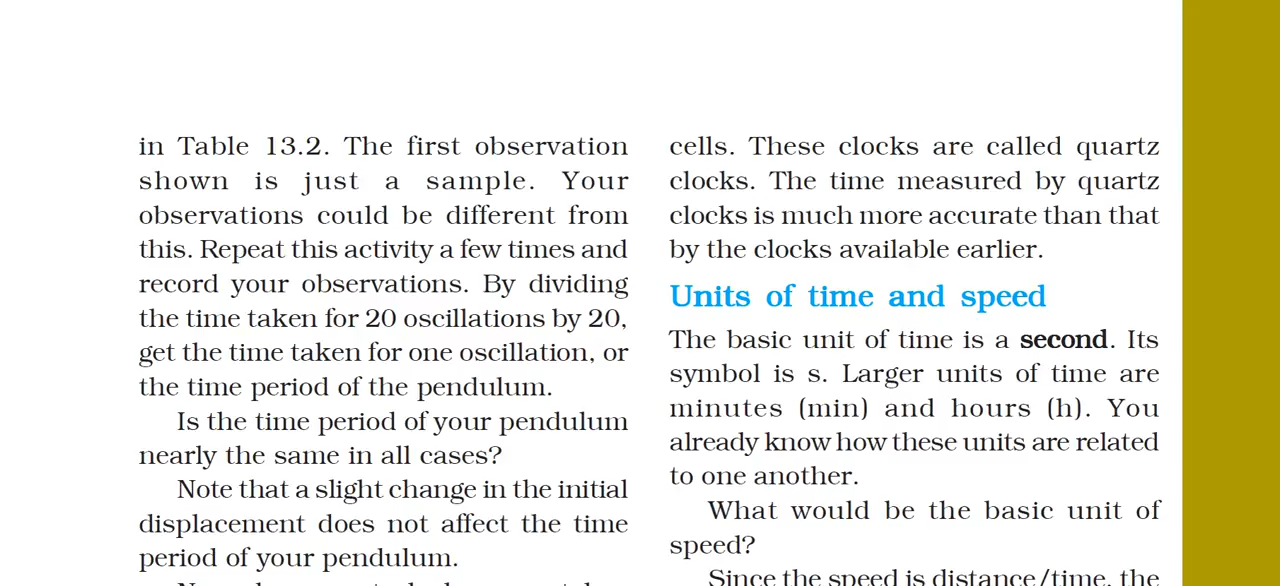 in Table 13.2. The first observation
shown is just a sample. Your
observations could be different from
this. Repeat this activity a few times and
record your observations. By dividing
the time taken for 20 oscillations by 20,
get the time taken for one oscillation, or
the time period of the pendulum.
Is the time period of your pendulum
nearly the same in all cases?
Note that a slight change in the initial
displacement does not affect the time
period of your pendulum.
cells. These clocks are called quartz
clocks. The time measured by quartz
clocks is much more accurate than that
by the clocks available earlier.
Units of time and speed
The basic unit of time is a second. Its
symbol is s. Larger units of time are
minutes (min) and hours (h). You
already know how these units are related
to one another.
What would be the basic unit of
speed?
Since the speed is distance/time, the